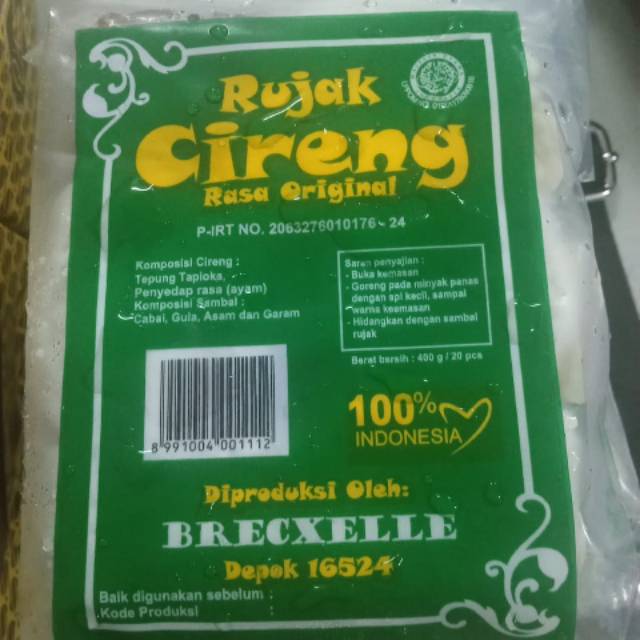 Rujak
Cireng
Rasa Original
P-IRT NO. 2063276010176 - 24
Komposisi Cireng :
Tepung Tapioka,
Penyedap rasa (ayam)
Komposisi Sambal :
Cabai, Gula, Asam dan Garam
Saran penyajian :
- Buka kemasan
- Goreng pada minyak panas
dengan api kecil, sampai
warna keemasan
- Hidangkan dengan sambal
rujak
Berat bersih : 400 g / 20 pcs
8 991004 001112
100%
INDONESIA
Diproduksi Oleh:
BRECXELLE
Depok 16524
Baik digunakan sebelum :
Kode Produksi :